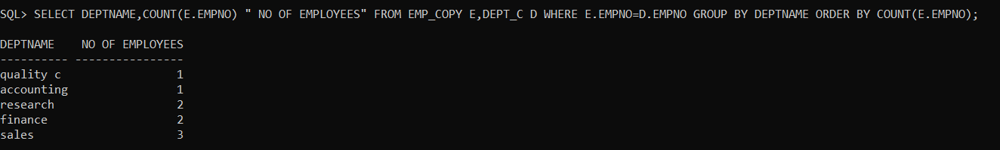 SQL> SELECT DEPTNAME,COUNT(E.EMPNO) " NO OF EMPLOYEES" FROM EMP_COPY E,DEPT_C D WHERE E.EMPNO=D.EMPNO GROUP BY DEPTNAME ORDER BY COUNT(E.EMPNO);
DEPTNAME    NO OF EMPLOYEES
---------- ----------------
quality c                 1
accounting                1
research                  2
finance                   2
sales                     3